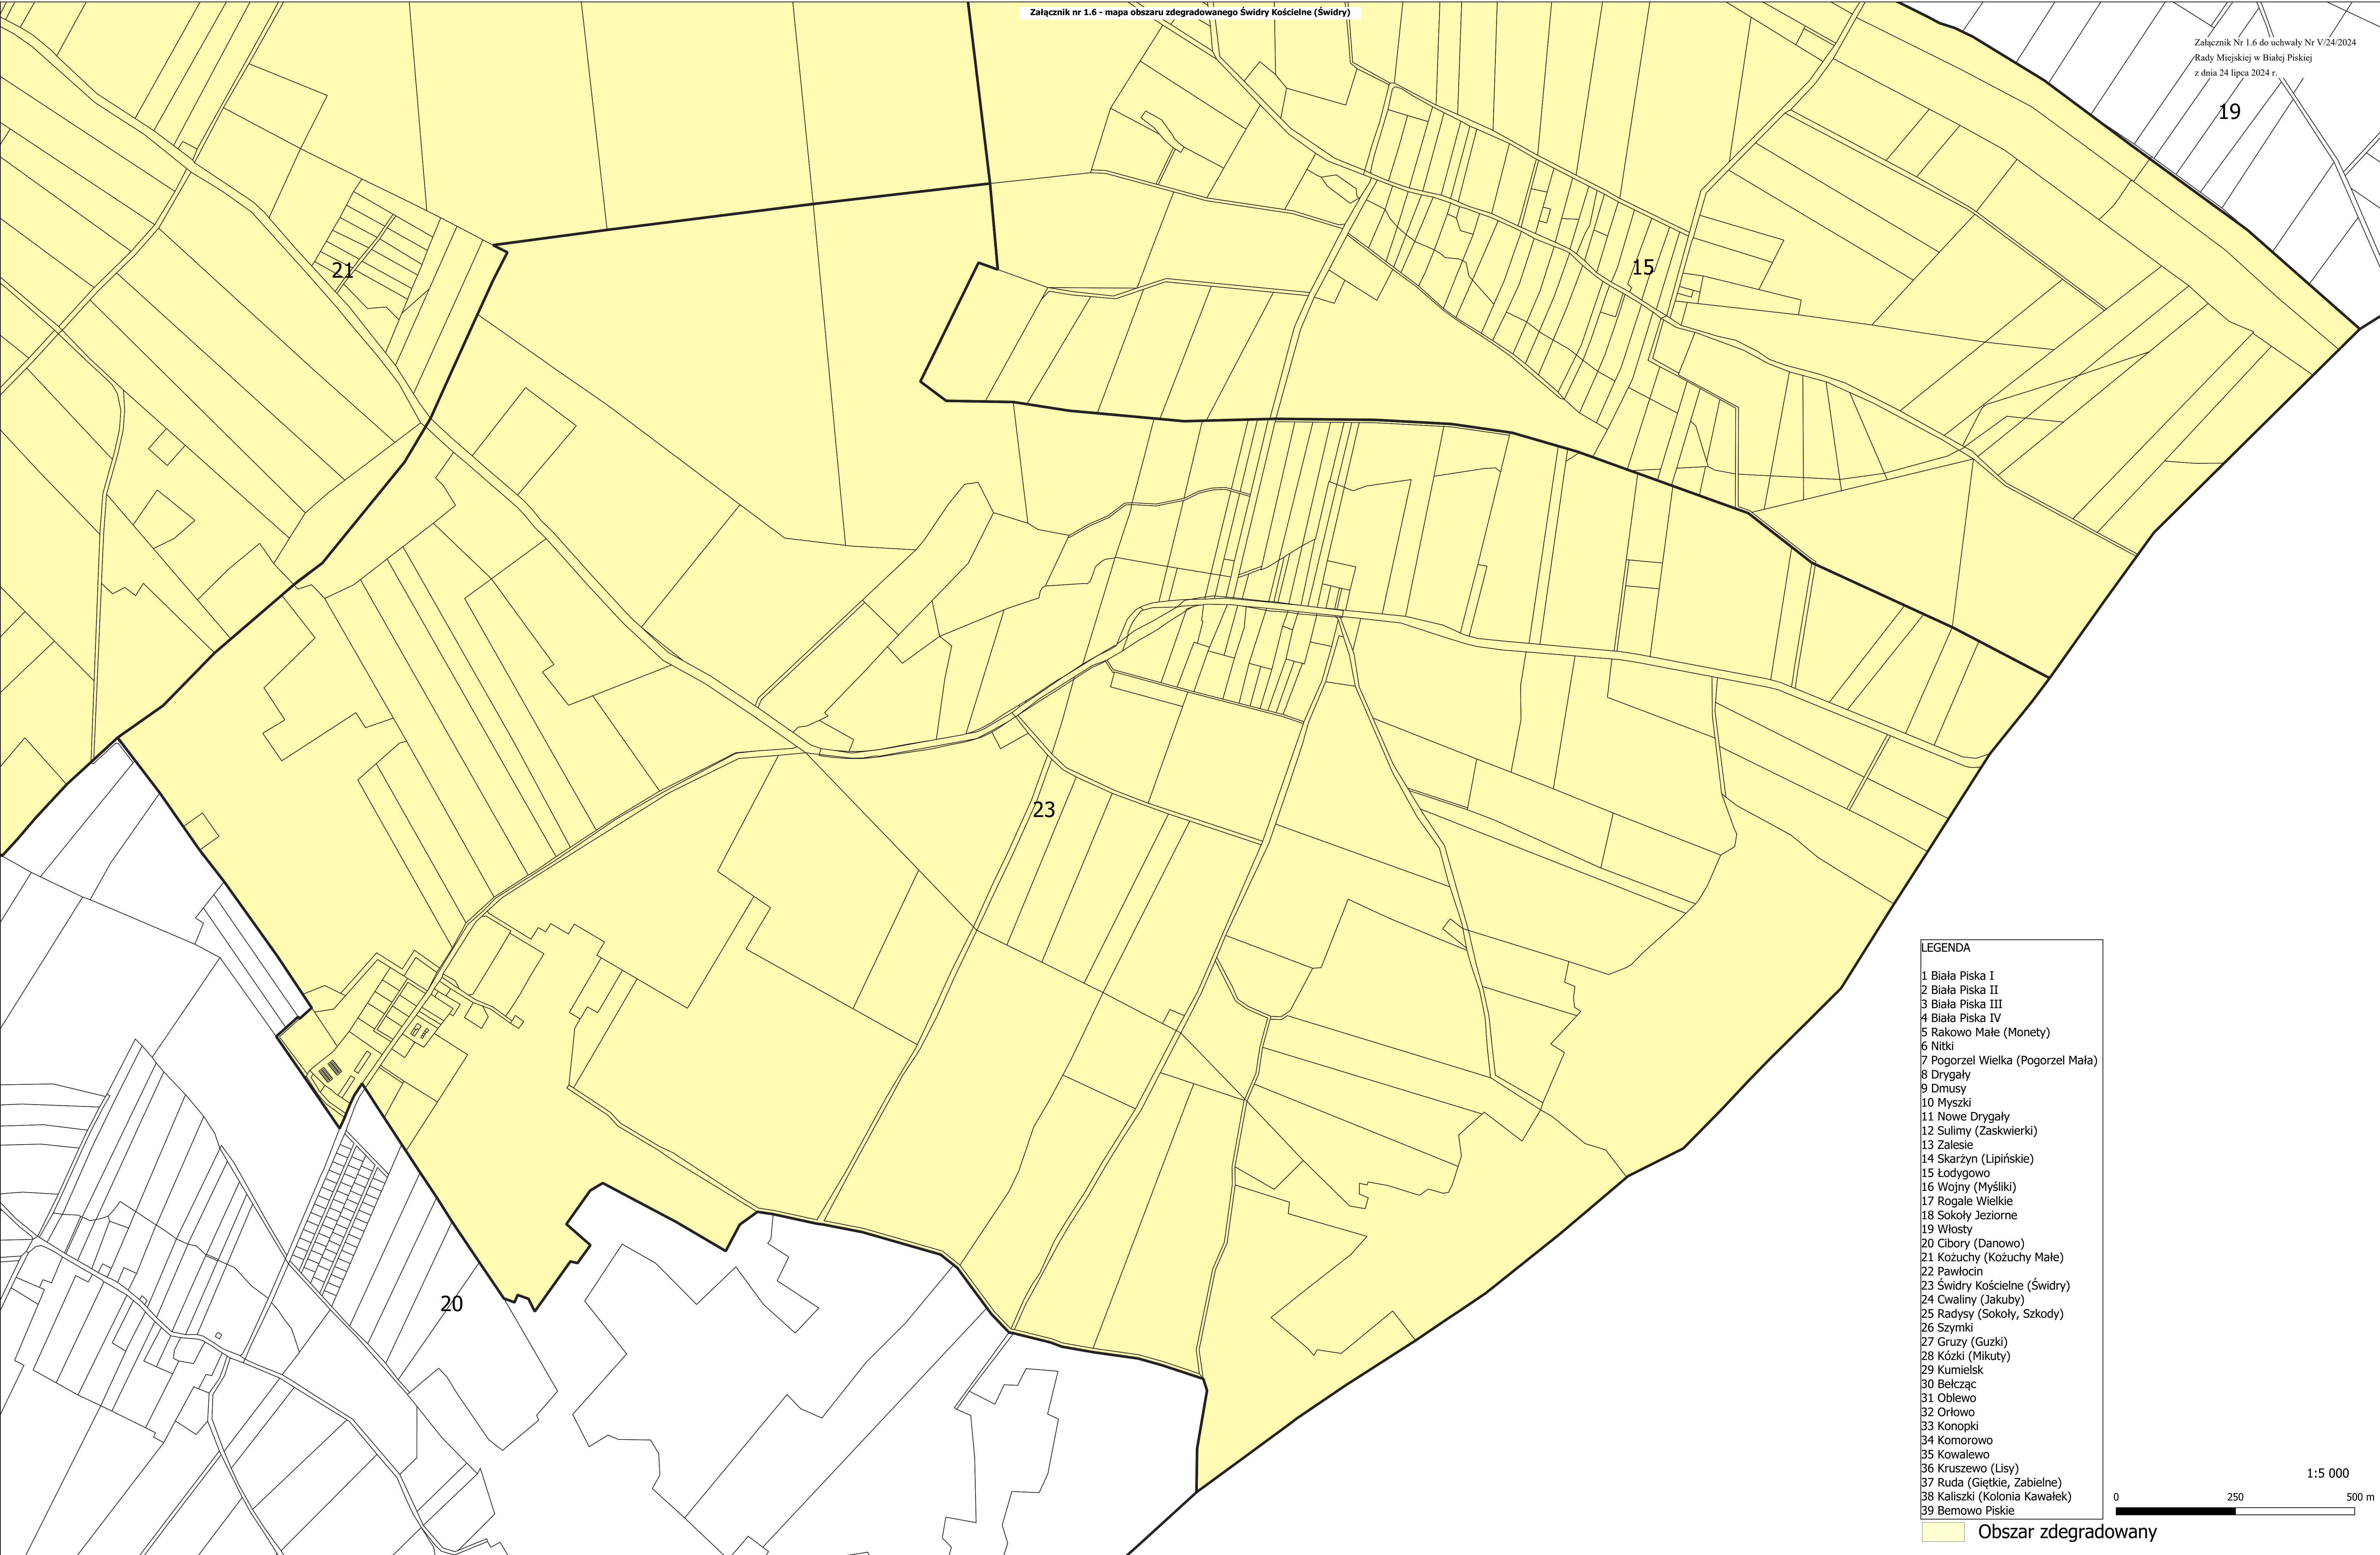 Załącznik nr 1.6 - mapa obszaru zdegradowanego Świdry Kościelne (Świdry)
Załącznik Nr 1.6 do uchwały Nr V/24/2024
Rady Miejskiej w Białej Piskiej
z dnia 24 lipca 2024 r.
19
21
15
23
20
LEGENDA
1 Biała Piska I
2 Biała Piska II
3 Biała Piska III
4 Biała Piska IV
5 Rakowo Małe (Monety)
6 Nitki
7 Pogorzel Wielka (Pogorzel Mała)
8 Drygały
9 Dmusy
10 Myszki
11 Nowe Drygały
12 Sulimy (Zaskwierki)
13 Zalesie
14 Skarżyn (Lipińskie)
15 Łodygowo
16 Wojny (Myśliki)
17 Rogale Wielkie
18 Sokoły Jeziorne
19 Włosty
20 Cibory (Danowo)
21 Kożuchy (Kożuchy Małe)
22 Pawłocin
23 Świdry Kościelne (Świdry)
24 Cwaliny (Jakuby)
25 Radysy (Sokoły, Szkody)
26 Szymki
27 Gruzy (Guzki)
28 Kózki (Mikuty)
29 Kumielsk
30 Bełcząc
31 Oblewo
32 Orłowo
33 Konopki
34 Komorowo
35 Kowalewo
36 Kruszewo (Lisy)
37 Ruda (Giętkie, Zabielne)
38 Kaliszki (Kolonia Kawałek)
39 Bemowo Piskie
Obszar zdegradowany
1:5 000
0 250 500 m